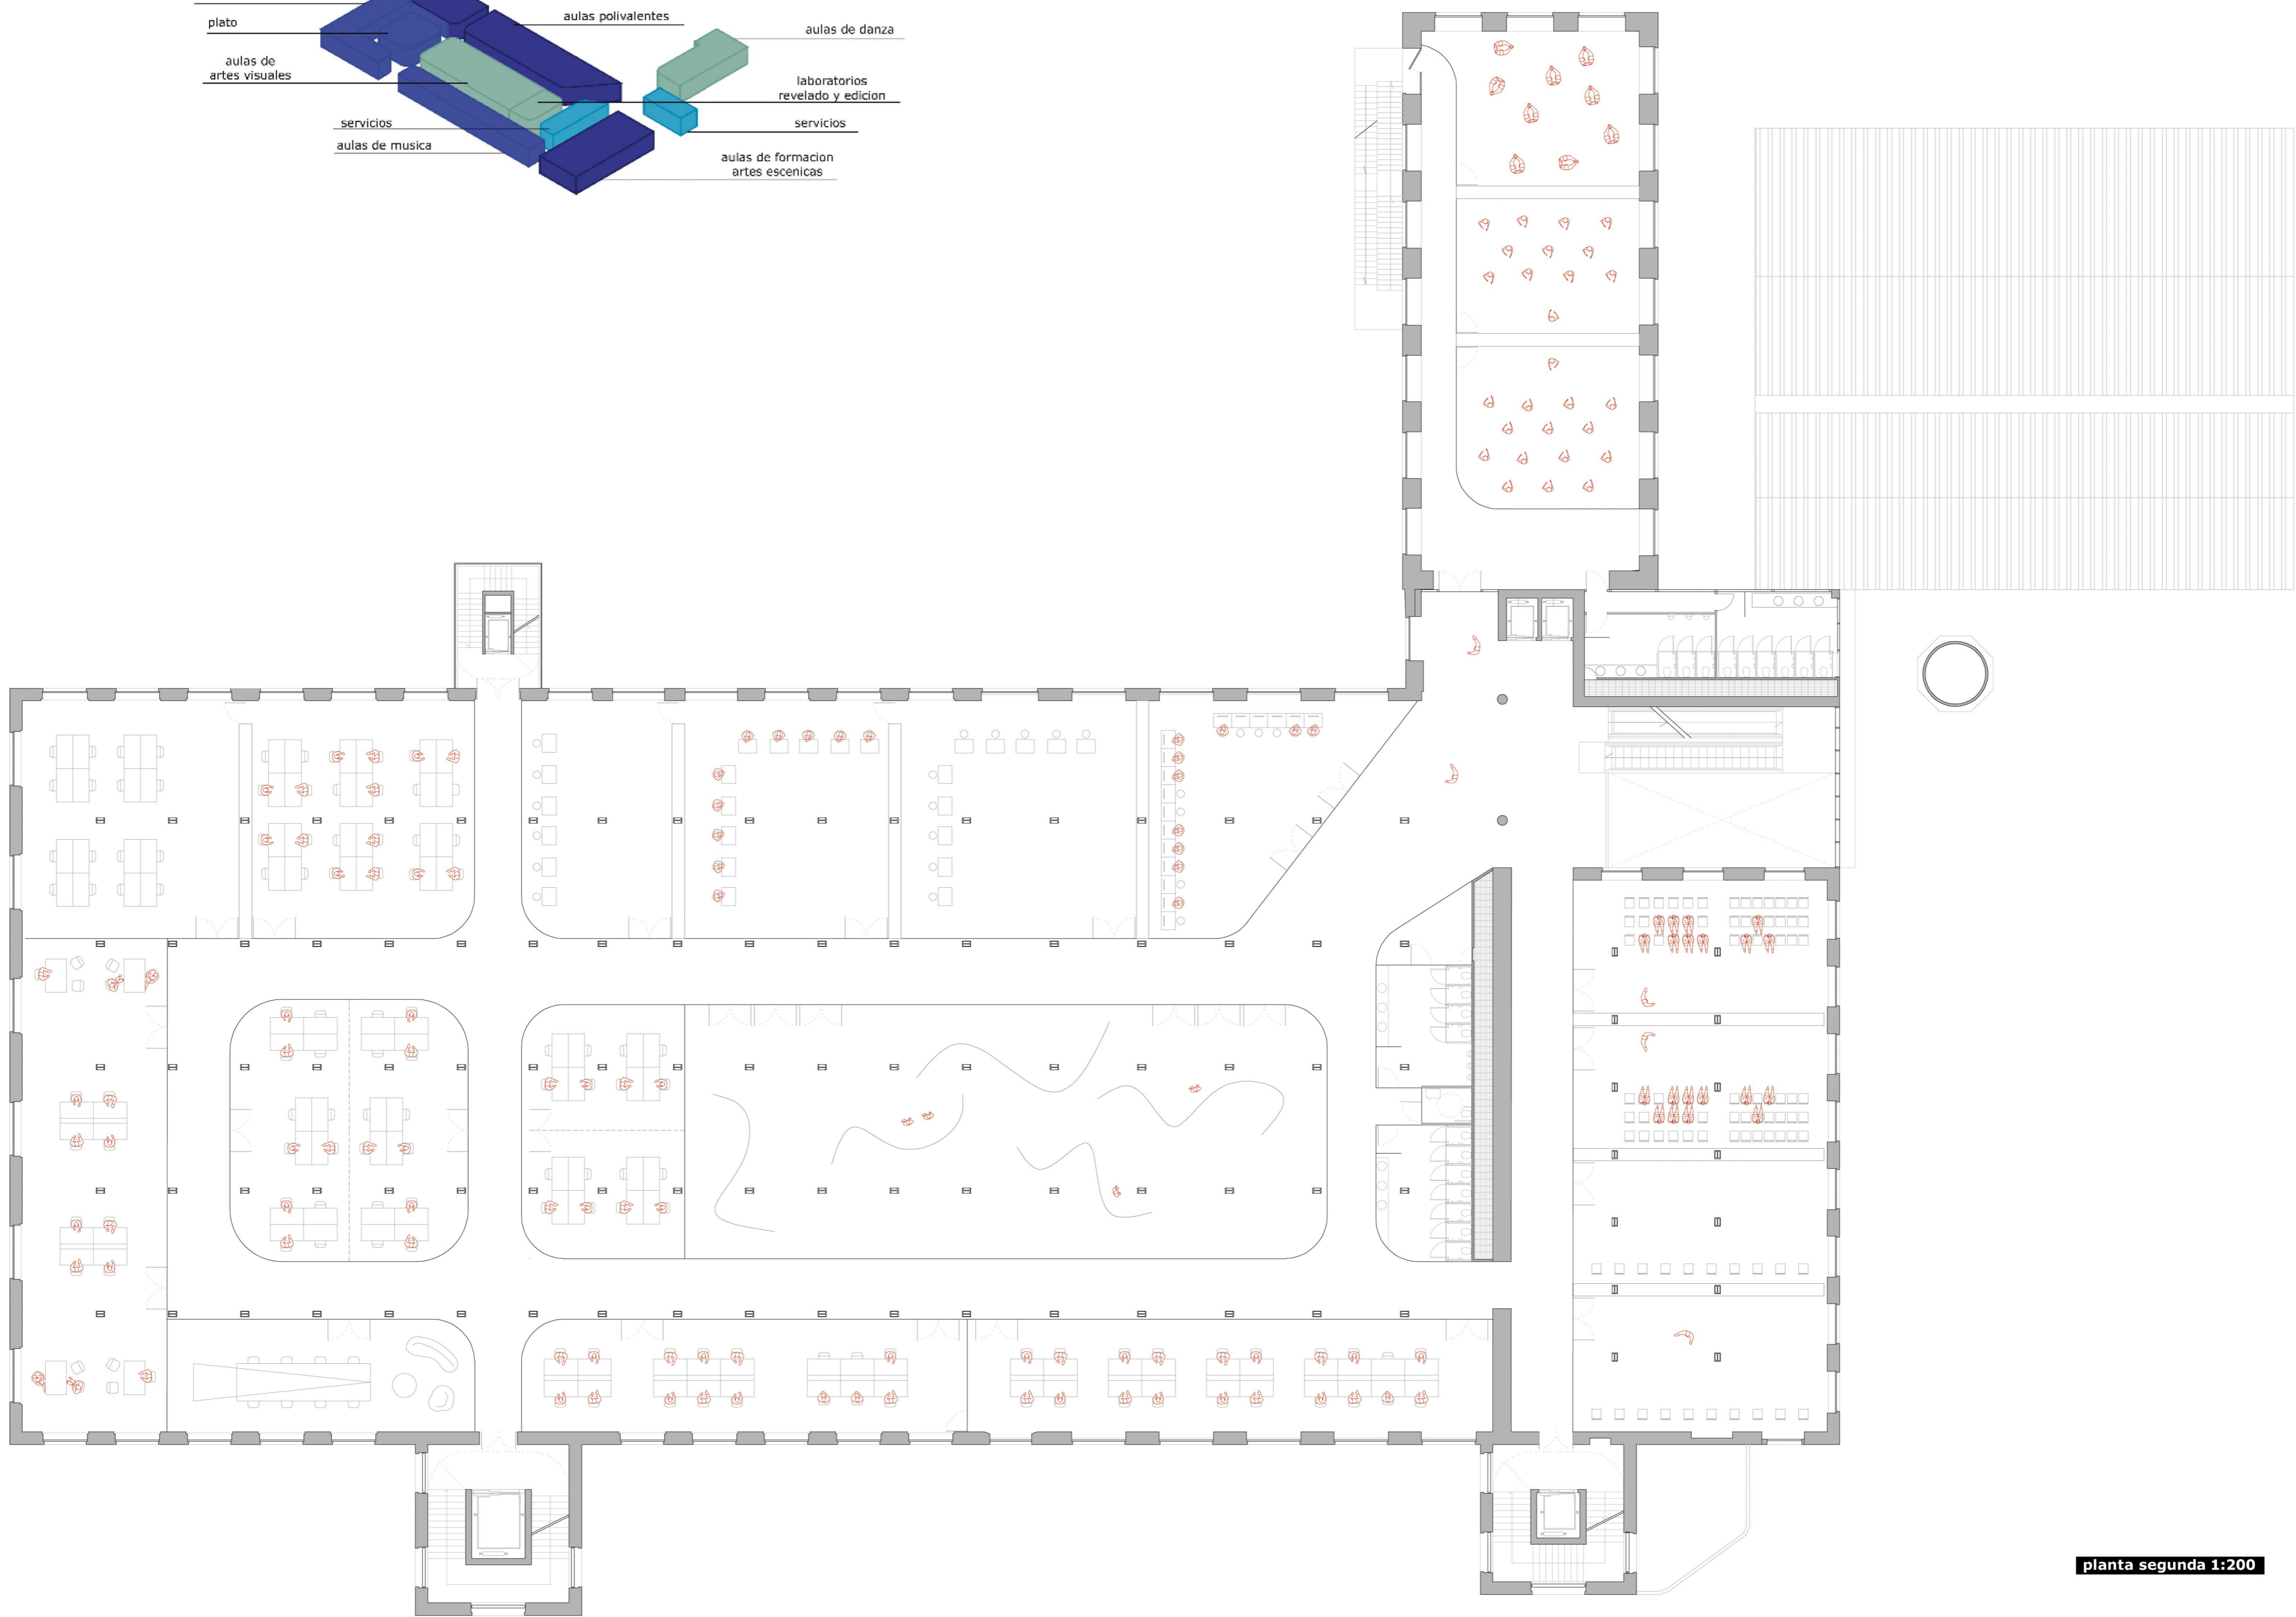 aulas polivalentes
plato
aulas de danza
aulas de
artes visuales
laboratorios
revelado y edicion
servicios
servicios
aulas de musica
aulas de formacion
artes escenicas
planta segunda 1:200